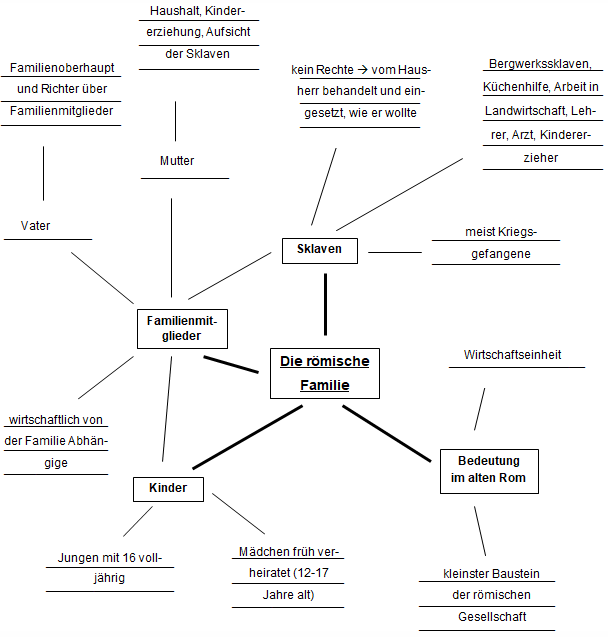 Haushalt, Kinder-
erziehung, Aufsicht
der Sklaven
Familienoberhaupt
und Richter über
Familienmitglieder
kein Rechte → vom Haus-
herr behandelt und ein-
gesetzt, wie er wollte
Bergwerkssklaven,
Küchenhilfe, Arbeit in
Landwirtschaft, Leh-
rer, Arzt, Kinderer-
zieher
Mutter
Vater
Sklaven
meist Kriegs-
gefangene
Familienmit-
glieder
Die römische
Familie
Wirtschaftseinheit
wirtschaftlich von
der Familie Abhän-
gige
Kinder
Bedeutung
im alten Rom
Jungen mit 16 voll-
jährig
Mädchen früh ver-
heiratet (12-17
Jahre alt)
kleinster Baustein
der römischen
Gesellschaft